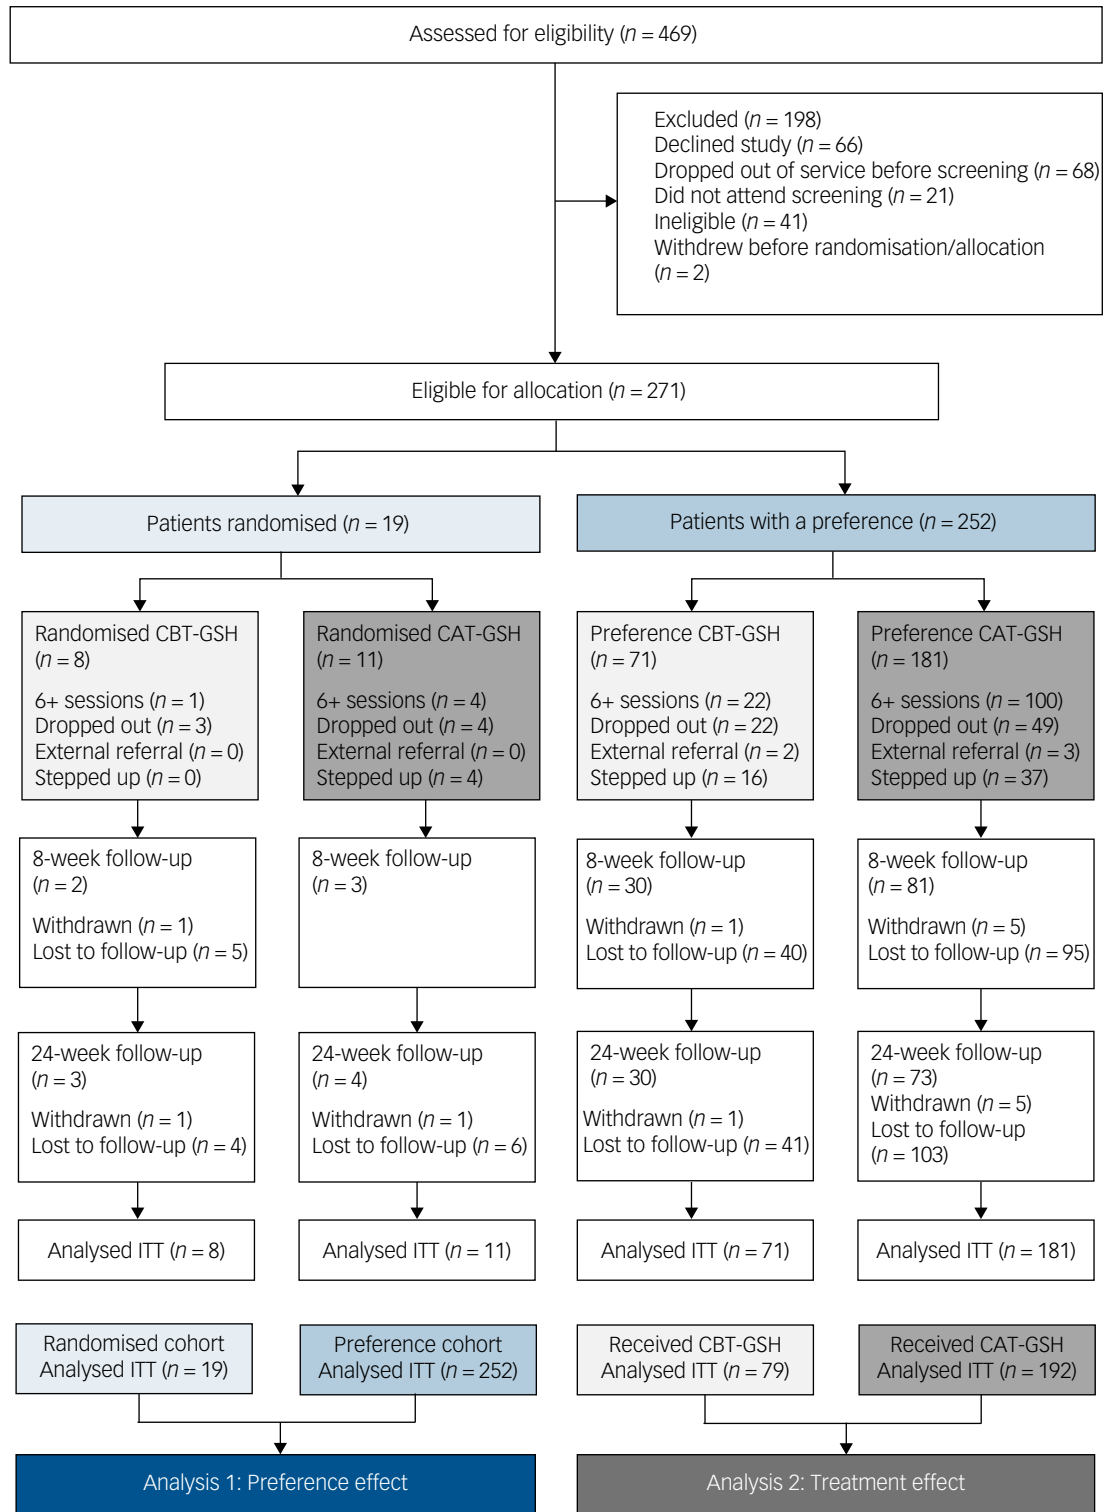 Assessed for eligibility (n = 469)
Excluded (n = 198)
Declined study (n = 66)
Dropped out of service before screening (n = 68)
Did not attend screening (n = 21)
Ineligible (n = 41)
Withdrew before randomisation/allocation
(n = 2)
Eligible for allocation (n = 271)
Patients randomised (n = 19)
Patients with a preference (n = 252)
Randomised CBT-GSH
(n = 8)
6+ sessions (n = 1)
Dropped out (n = 3)
External referral (n = 0)
Stepped up (n = 0)
Randomised CAT-GSH
(n = 11)
6+ sessions (n = 4)
Dropped out (n = 4)
External referral (n = 0)
Stepped up (n = 4)
Preference CBT-GSH
(n = 71)
6+ sessions (n = 22)
Dropped out (n = 22)
External referral (n = 2)
Stepped up (n = 16)
Preference CAT-GSH
(n = 181)
6+ sessions (n = 100)
Dropped out (n = 49)
External referral (n = 3)
Stepped up (n = 37)
8-week follow-up
(n = 2)
Withdrawn (n = 1)
Lost to follow-up (n = 5)
8-week follow-up
(n = 3)
8-week follow-up
(n = 30)
Withdrawn (n = 1)
Lost to follow-up (n = 40)
8-week follow-up
(n = 81)
Withdrawn (n = 5)
Lost to follow-up (n = 95)
24-week follow-up
(n = 3)
Withdrawn (n = 1)
Lost to follow-up (n = 4)
24-week follow-up
(n = 4)
Withdrawn (n = 1)
Lost to follow-up (n = 6)
24-week follow-up
(n = 30)
Withdrawn (n = 1)
Lost to follow-up (n = 41)
24-week follow-up
(n = 73)
Withdrawn (n = 5)
Lost to follow-up
(n = 103)
Analysed ITT (n = 8)
Analysed ITT (n = 11)
Analysed ITT (n = 71)
Analysed ITT (n = 181)
Randomised cohort
Analysed ITT (n = 19)
Preference cohort
Analysed ITT (n = 252)
Received CBT-GSH
Analysed ITT (n = 79)
Received CAT-GSH
Analysed ITT (n = 192)
Analysis 1: Preference effect
Analysis 2: Treatment effect